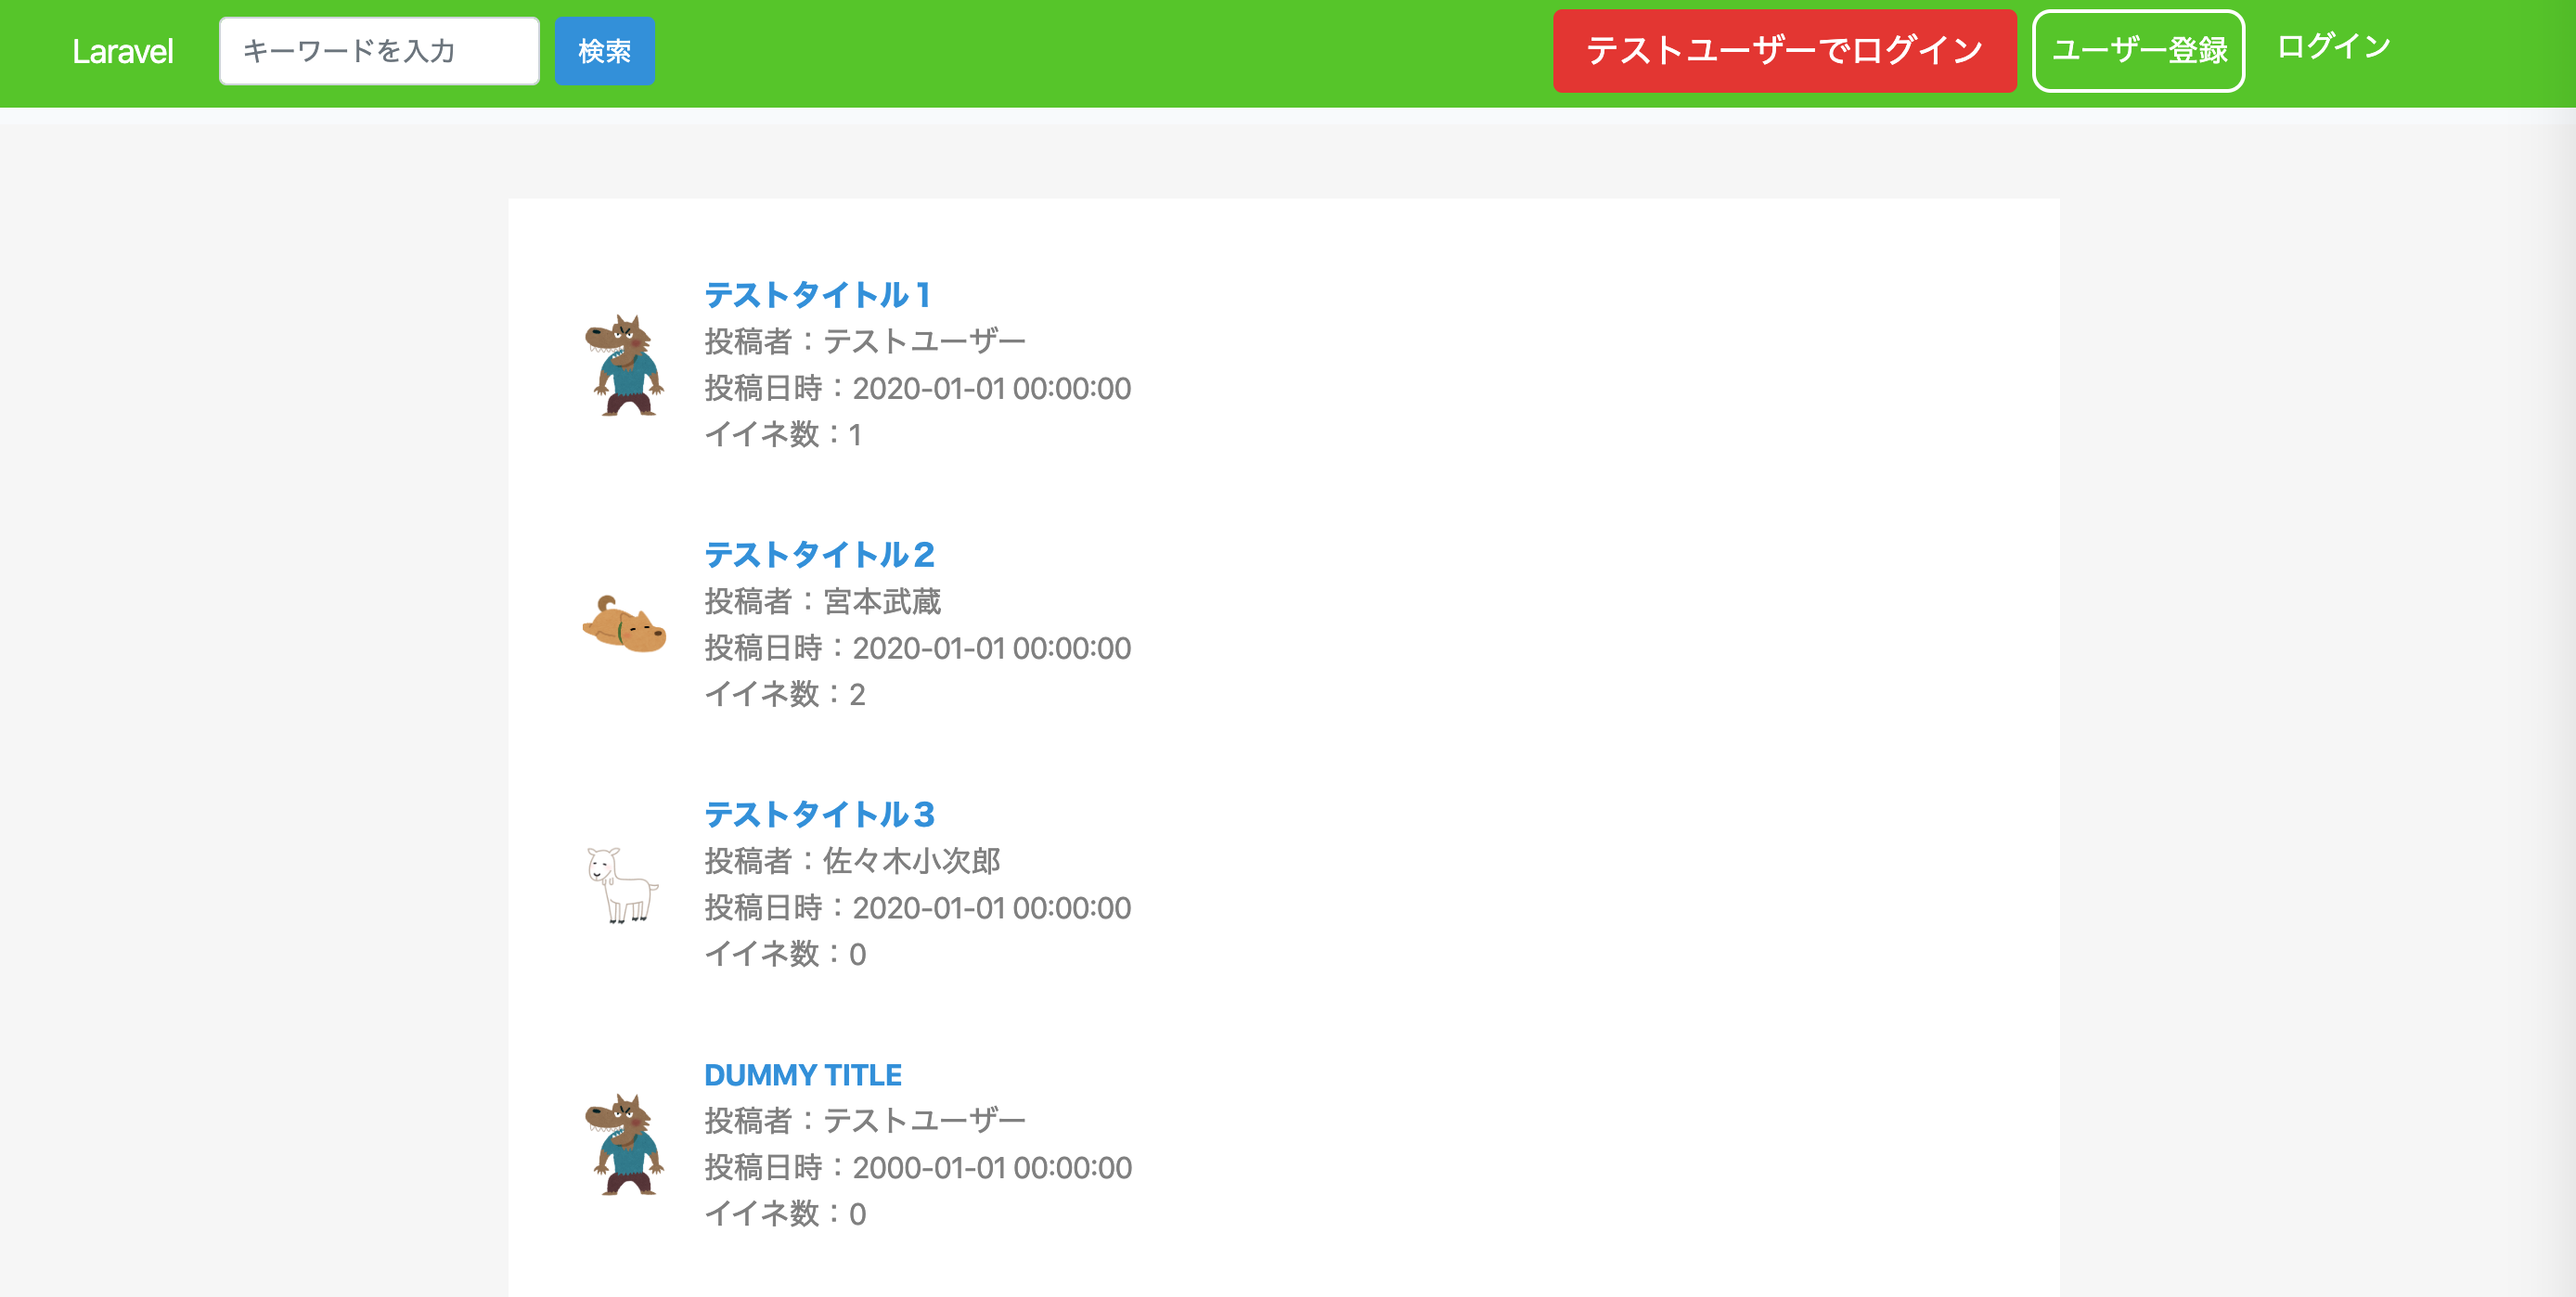 Laravel キーワードを入力 検索 テストユーザーでログイン ユーザー登録 ログイン
テストタイトル1
投稿者：テストユーザー
投稿日時：2020-01-01 00:00:00
イイネ数：1
テストタイトル2
投稿者：宮本武蔵
投稿日時：2020-01-01 00:00:00
イイネ数：2
テストタイトル3
投稿者：佐々木小次郎
投稿日時：2020-01-01 00:00:00
イイネ数：0
DUMMY TITLE
投稿者：テストユーザー
投稿日時：2000-01-01 00:00:00
イイネ数：0